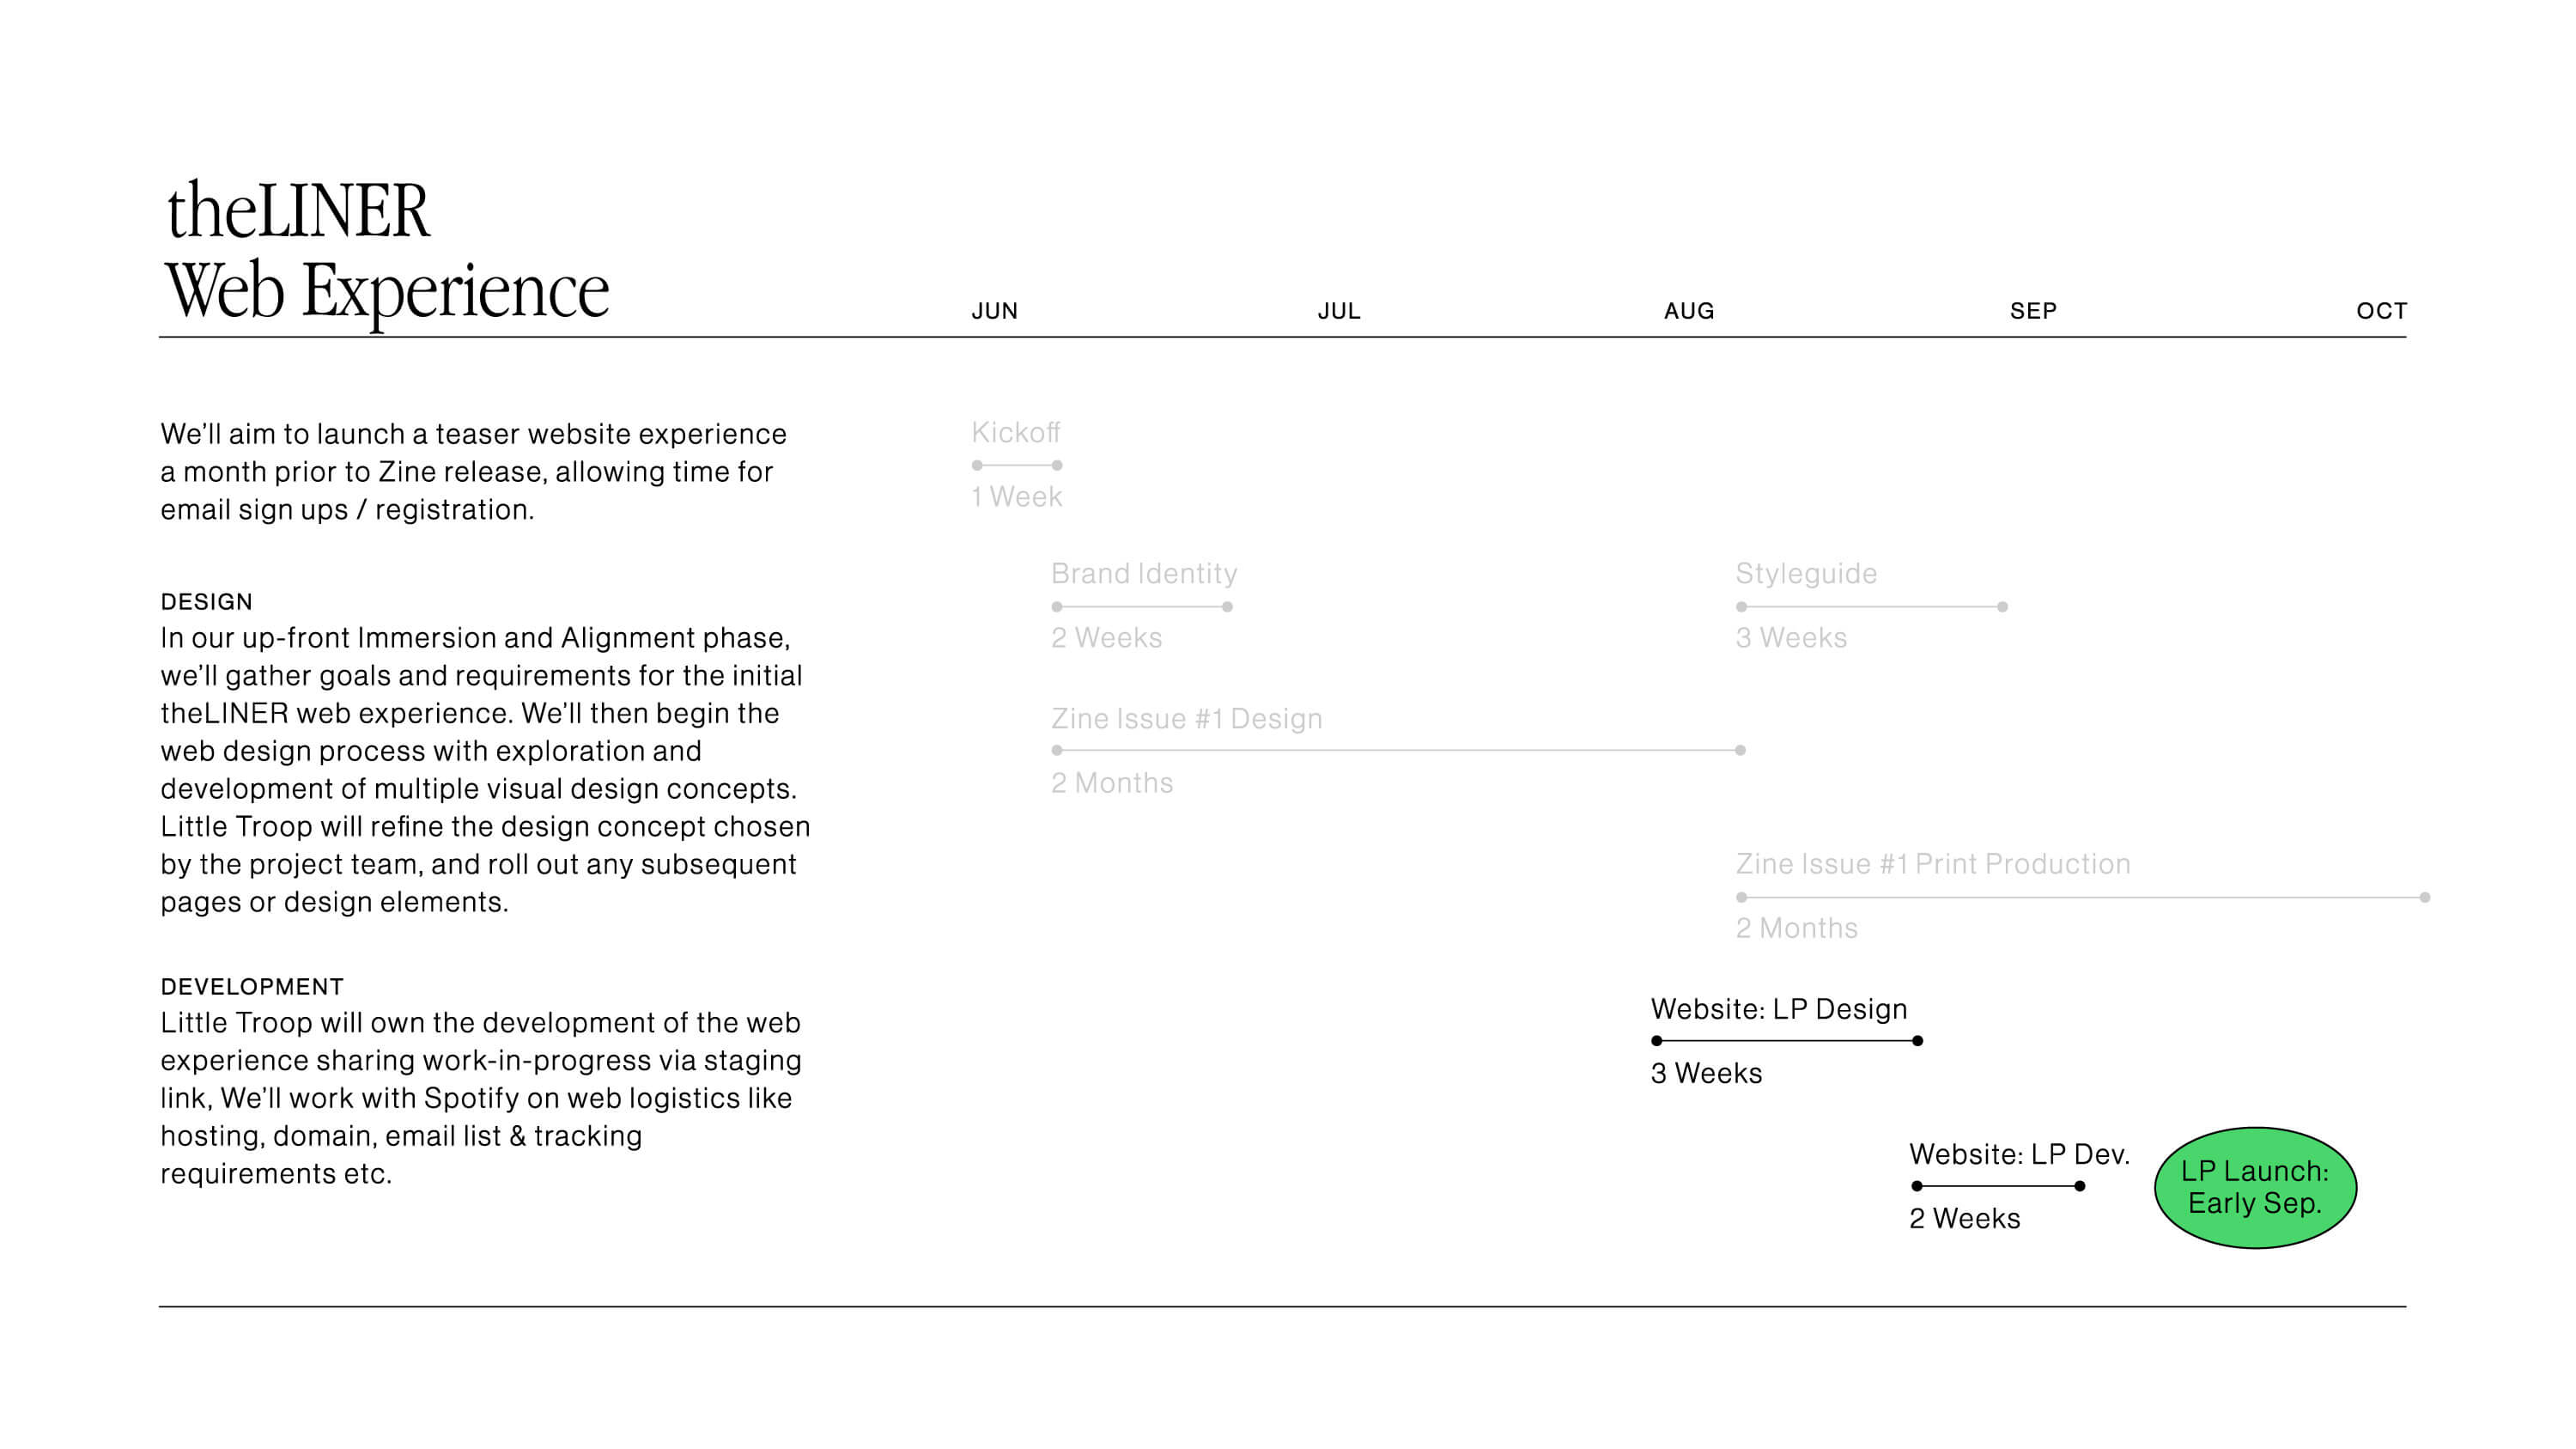 theLINER
Web Experience
JUN
JUL
AUG
SEP
OCT
We’ll aim to launch a teaser website experience
a month prior to Zine release, allowing time for
email sign ups / registration.
DESIGN
In our up-front Immersion and Alignment phase,
we’ll gather goals and requirements for the initial
theLINER web experience. We’ll then begin the
web design process with exploration and
development of multiple visual design concepts.
Little Troop will refine the design concept chosen
by the project team, and roll out any subsequent
pages or design elements.
DEVELOPMENT
Little Troop will own the development of the web
experience sharing work-in-progress via staging
link, We’ll work with Spotify on web logistics like
hosting, domain, email list & tracking
requirements etc.
Kickoff
1 Week
Brand Identity
2 Weeks
Styleguide
3 Weeks
Zine Issue #1 Design
2 Months
Zine Issue #1 Print Production
2 Months
Website: LP Design
3 Weeks
Website: LP Dev.
2 Weeks
LP Launch:
Early Sep.